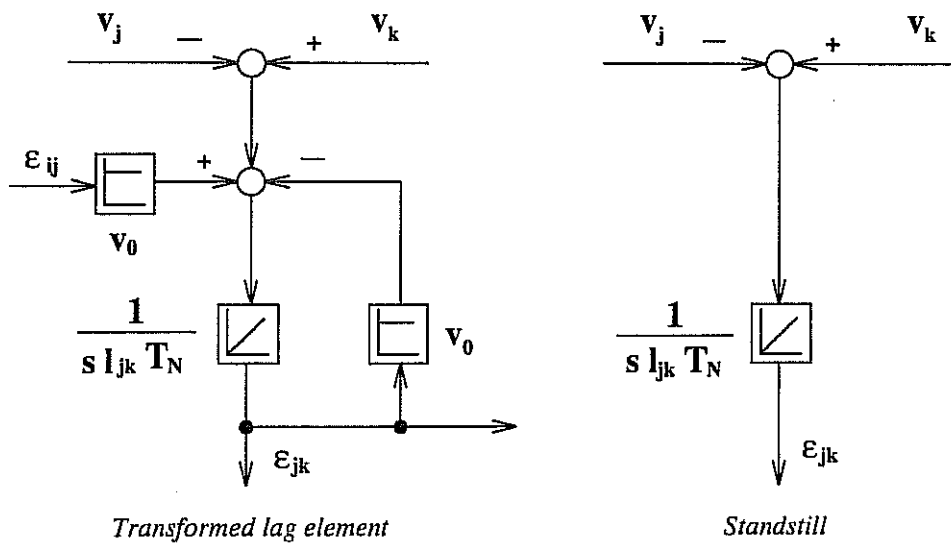 v_j − + v_k
ε_ij
+ −
v_0
1
s l_jk T_N
v_0
ε_jk
Transformed lag element
v_j − + v_k
1
s l_jk T_N
ε_jk
Standstill